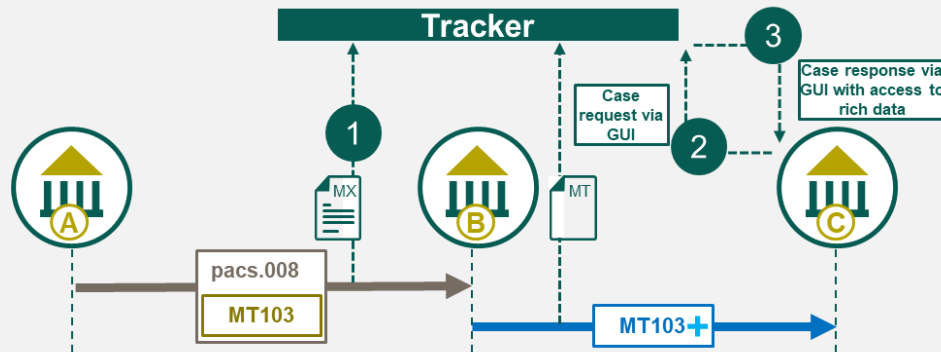 Tracker
3
Case response via
GUI with access to
rich data
Case
request via
GUI
1
2
MX
MT
A
B
C
pacs.008
MT103
MT103+